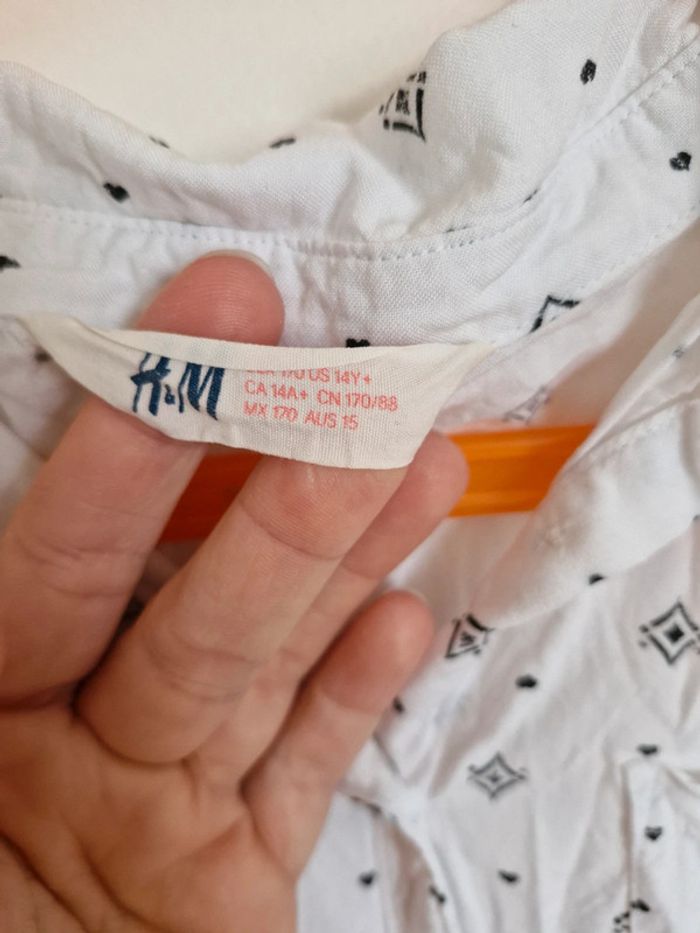 H&M
170 US 14Y+
CA 14A+ CN 170/88
MX 170 AUS 15